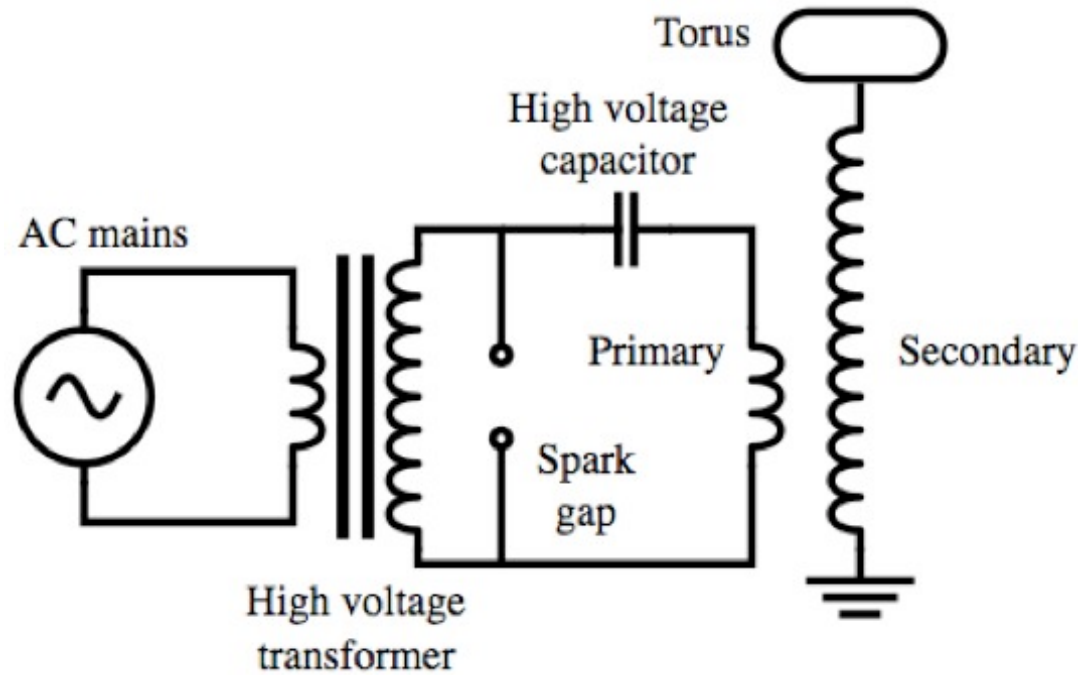 Torus
High voltage
capacitor
AC mains
Primary
Secondary
Spark
gap
High voltage
transformer